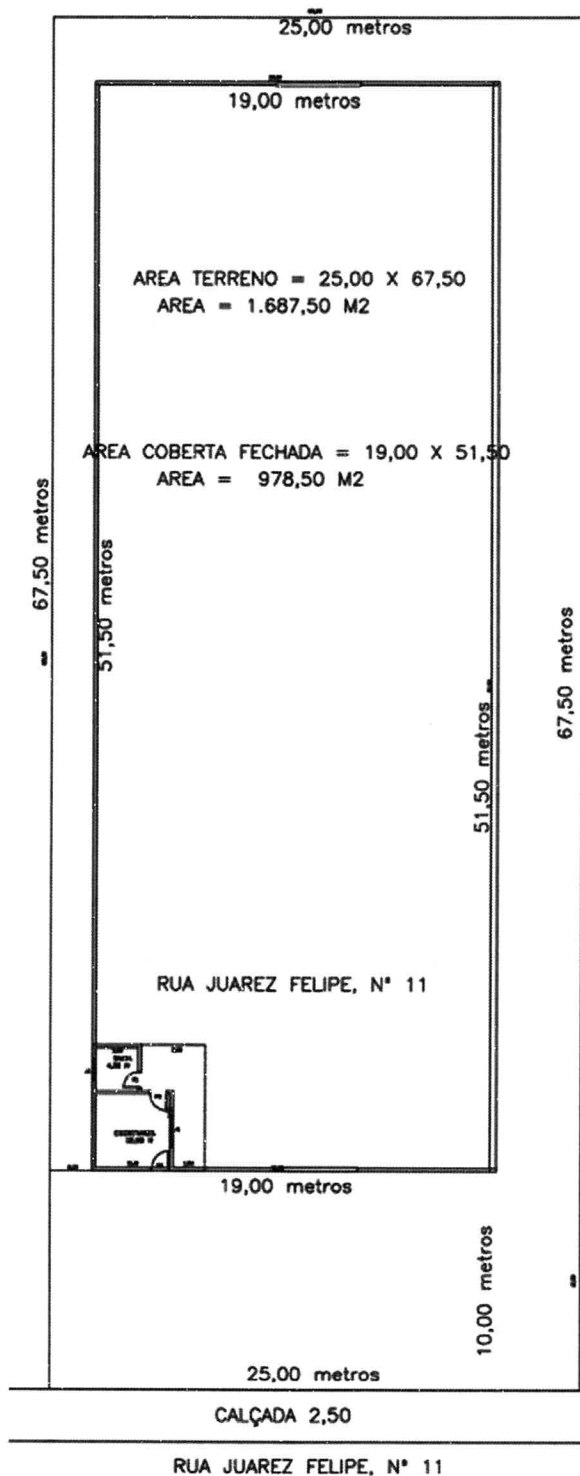 25,00 metros
19,00 metros
AREA TERRENO = 25,00 X 67,50
AREA = 1.687,50 M2
AREA COBERTA FECHADA = 19,00 X 51,50
AREA = 978,50 M2
67,50 metros
51,50 metros
51,50 metros
67,50 metros
RUA JUAREZ FELIPE, N° 11
19,00 metros
10,00 metros
25,00 metros
CALÇADA 2,50
RUA JUAREZ FELIPE, N° 11